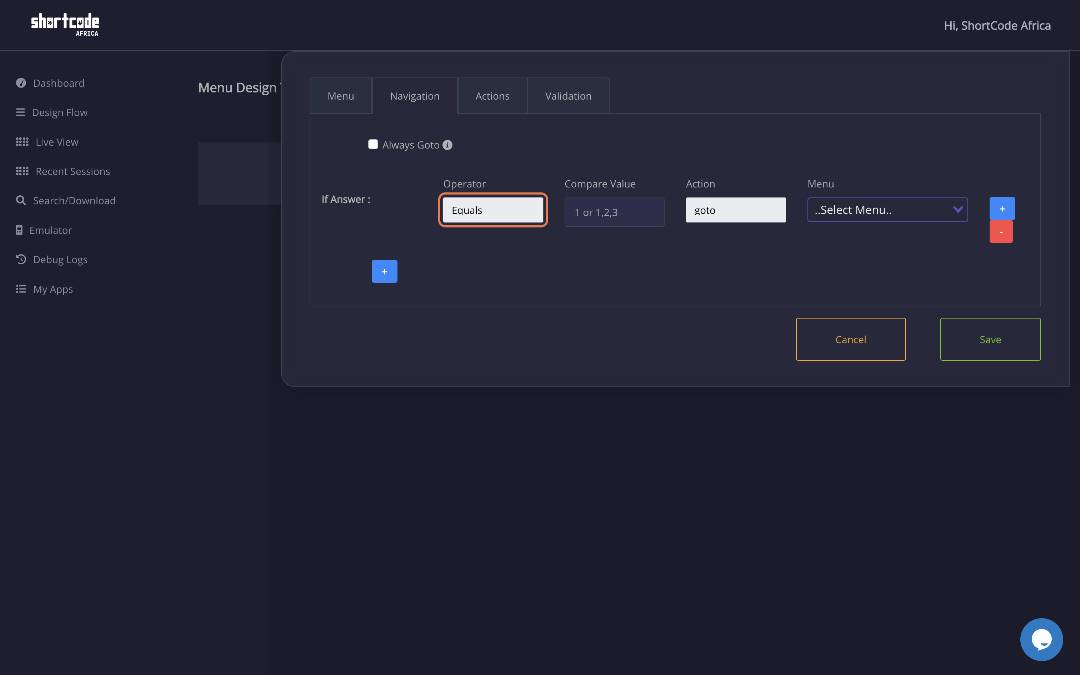 shortcode
AFRICA
Hi, ShortCode Africa
Dashboard
Design Flow
Live View
Recent Sessions
Search/Download
Emulator
Debug Logs
My Apps
Menu Design
Menu
Navigation
Actions
Validation
Always Goto
Operator
Compare Value
Action
Menu
If Answer :
Equals
1 or 1,2,3
goto
..Select Menu..
+
-
+
Cancel
Save